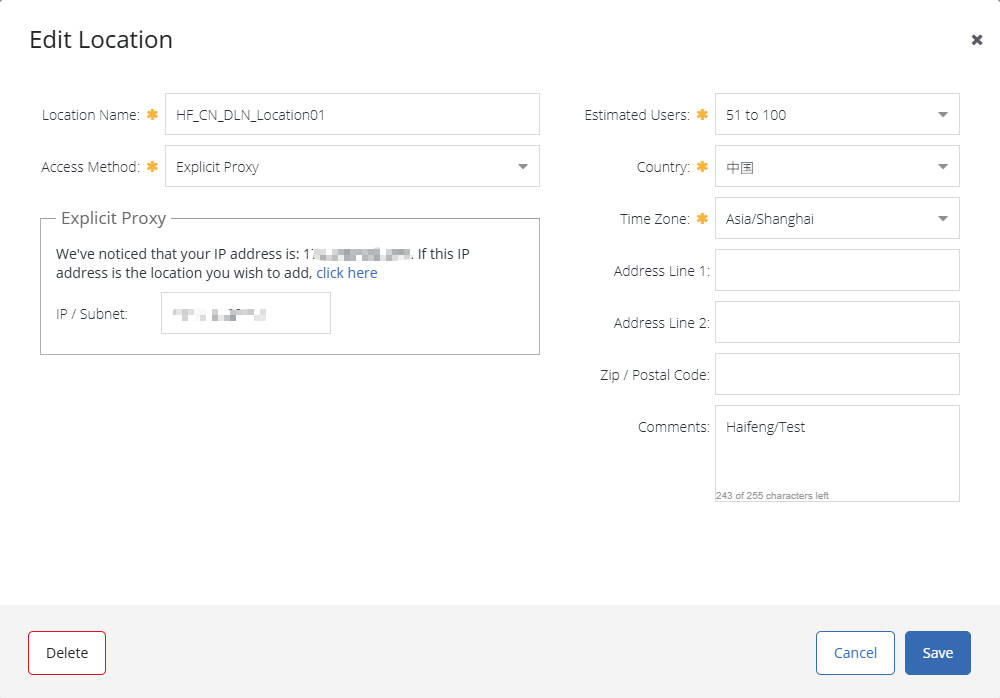 Edit Location
Location Name: ✱ HF_CN_DLN_Location01
Access Method: ✱ Explicit Proxy
Explicit Proxy
We've noticed that your IP address is: . If this IP
address is the location you wish to add, click here
IP / Subnet:
Estimated Users: ✱ 51 to 100
Country: ✱ 中国
Time Zone: ✱ Asia/Shanghai
Address Line 1:
Address Line 2:
Zip / Postal Code:
Comments: Haifeng/Test
243 of 255 characters left
Delete
Cancel
Save